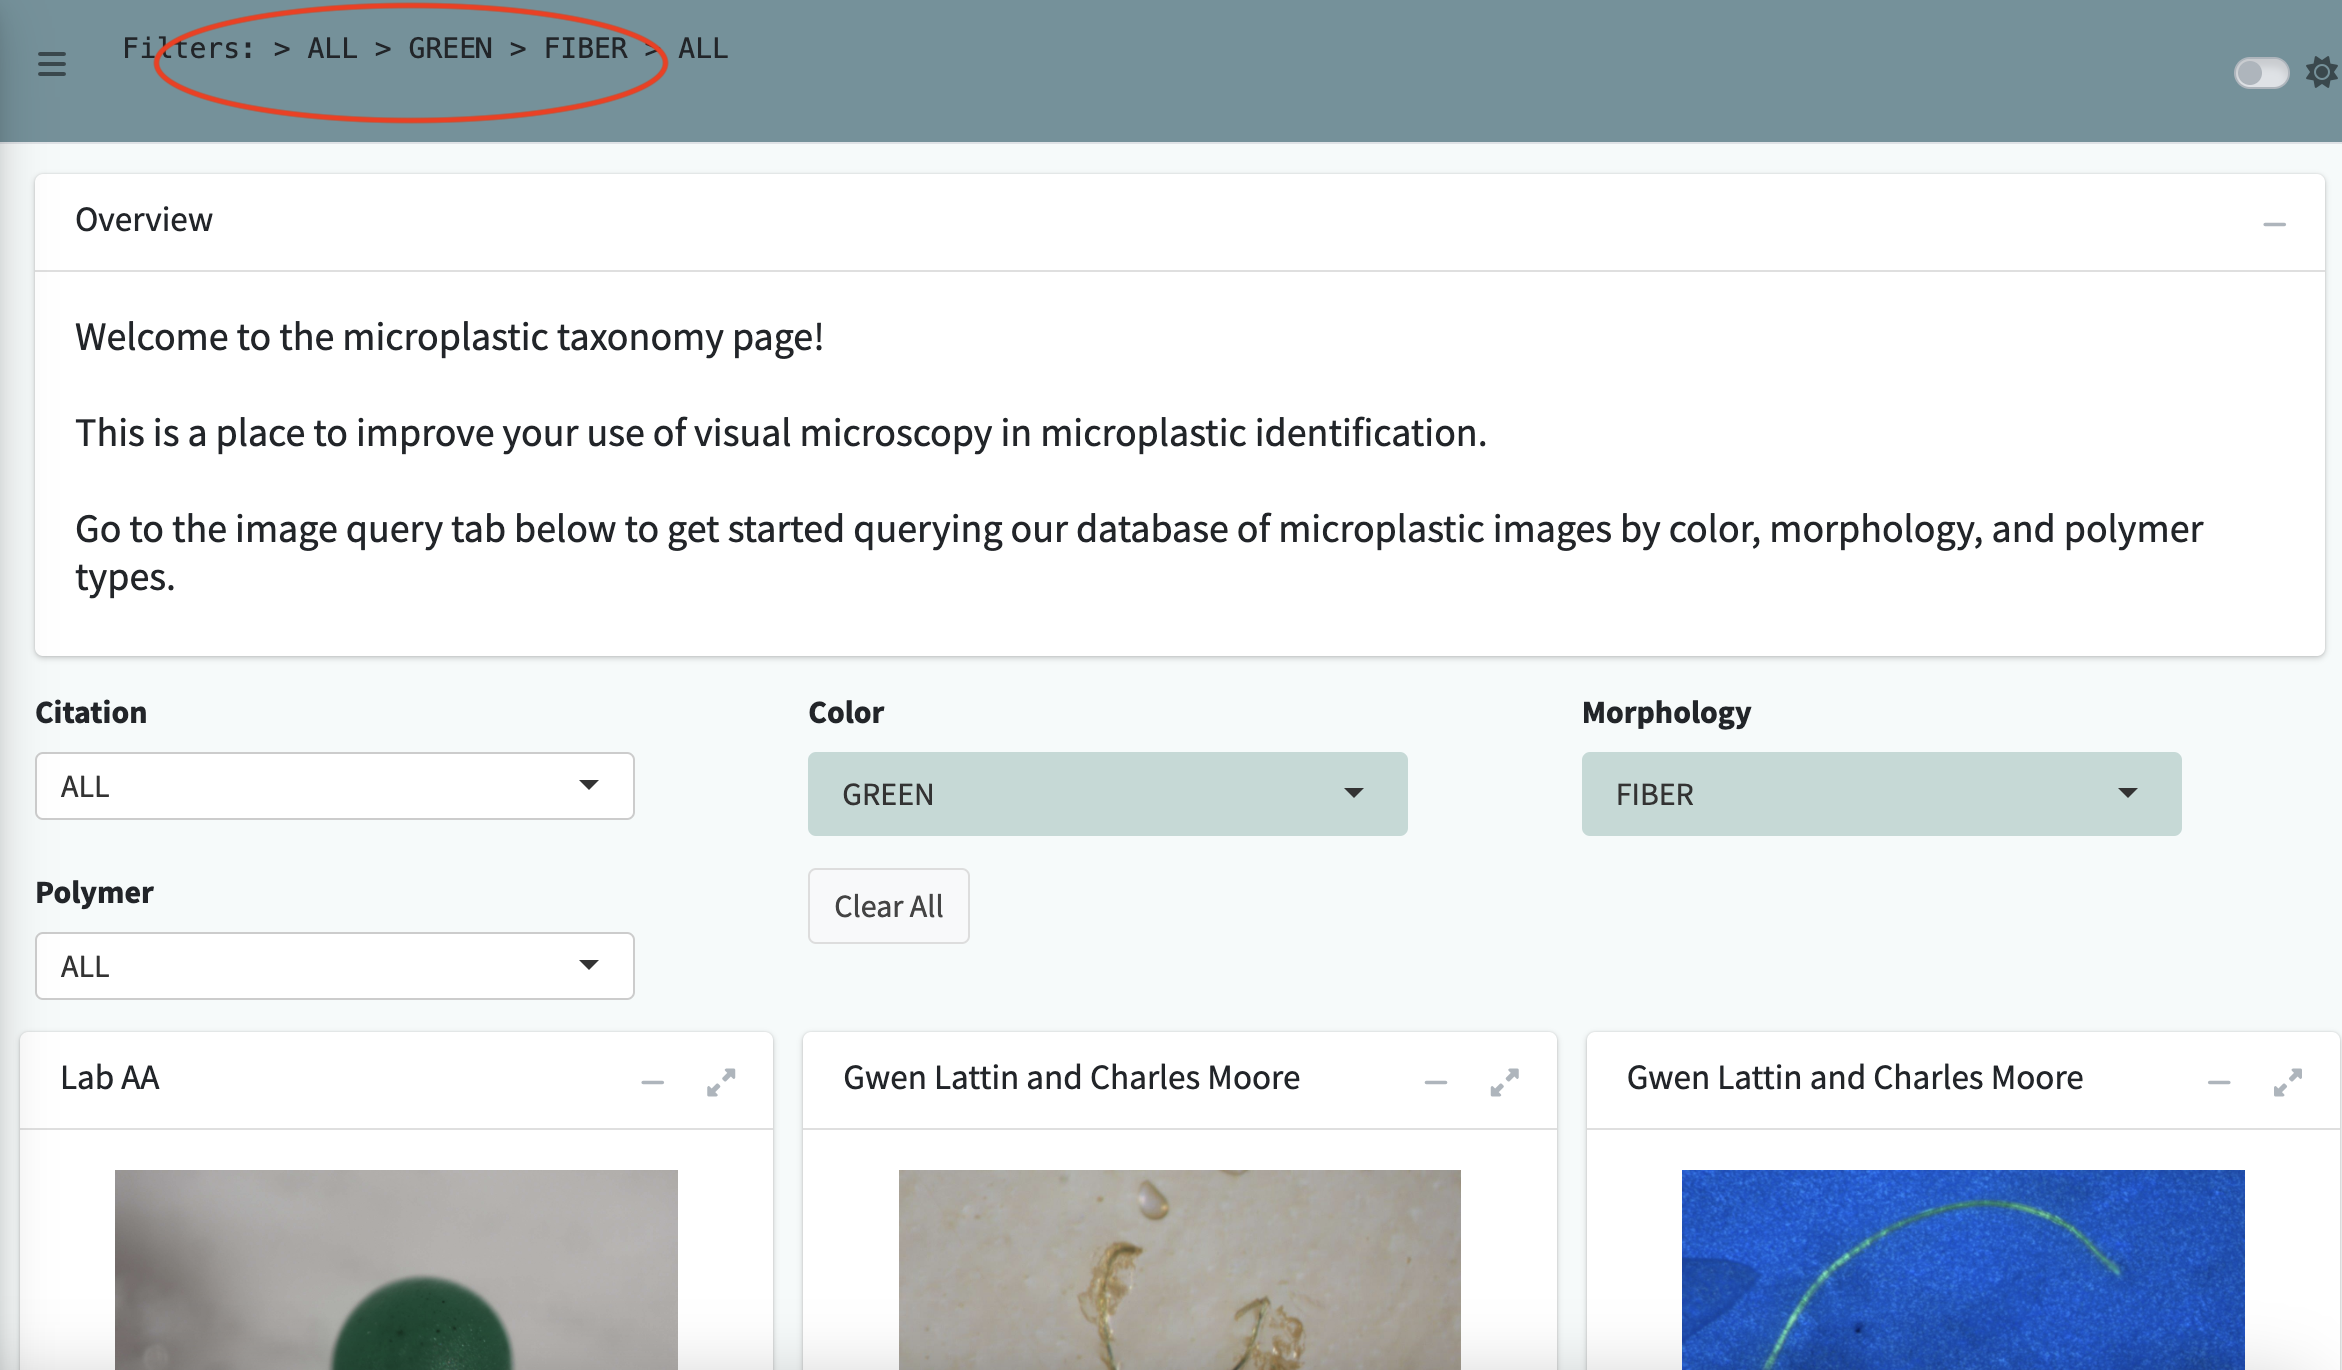 Filters: > ALL > GREEN > FIBER > ALL
Overview
Welcome to the microplastic taxonomy page!
This is a place to improve your use of visual microscopy in microplastic identification.
Go to the image query tab below to get started querying our database of microplastic images by color, morphology, and polymer
types.
Citation
ALL
Color
GREEN
Morphology
FIBER
Polymer
ALL
Clear All
Lab AA
Gwen Lattin and Charles Moore
Gwen Lattin and Charles Moore